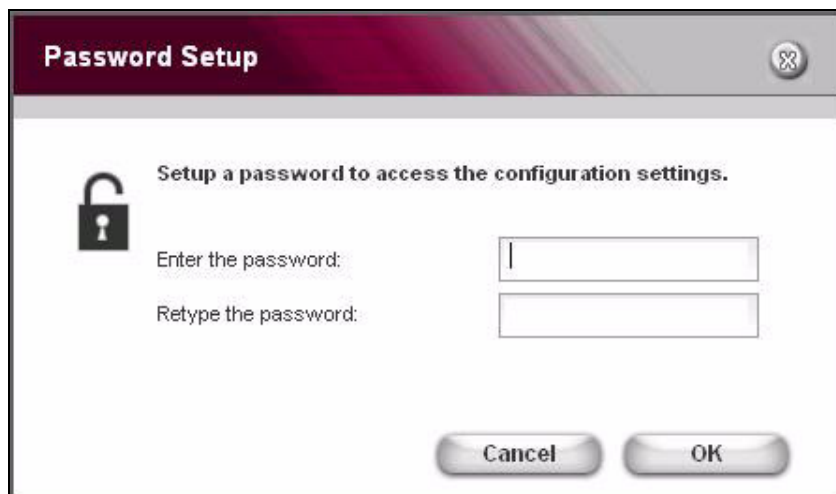 Password Setup
Setup a password to access the configuration settings.
Enter the password:
Retype the password:
Cancel
OK